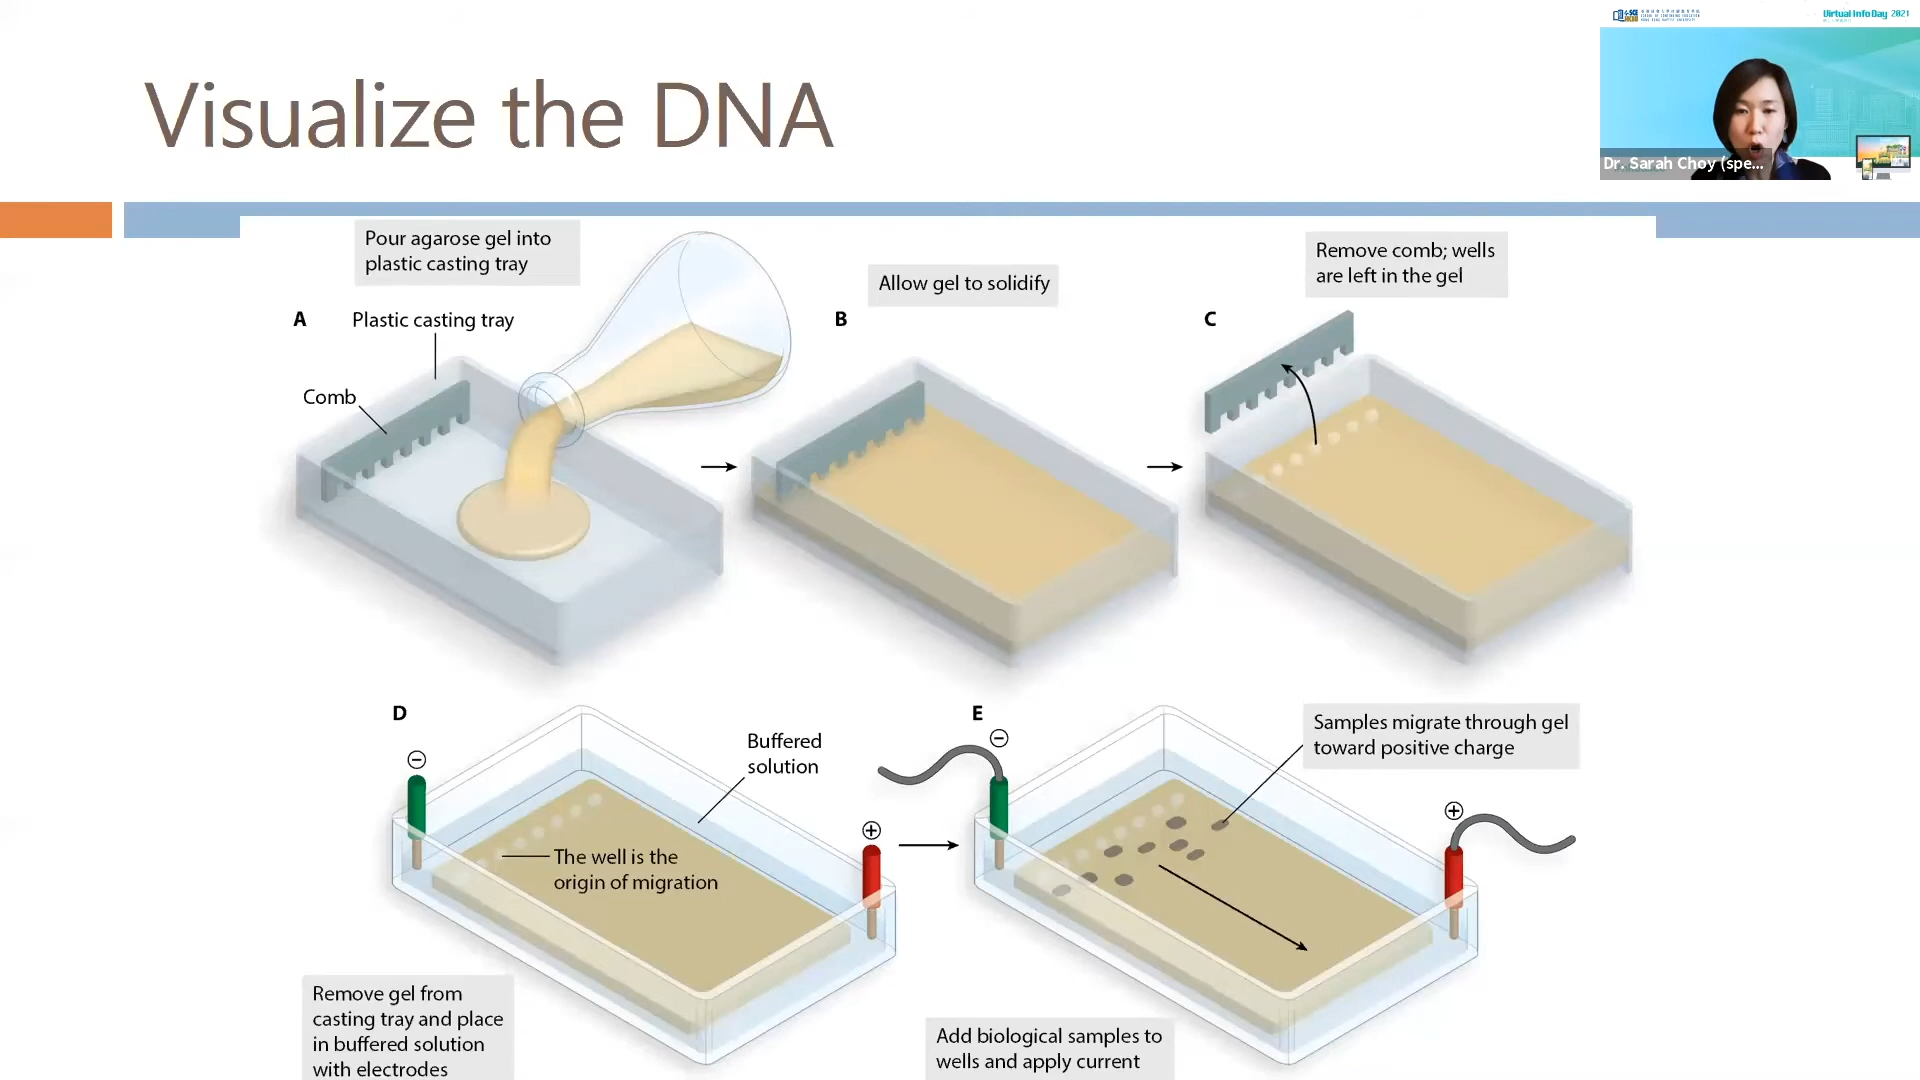 Visualize the DNA
Virtual Info Day 2021
Dr. Sarah Choy (spe...
Pour agarose gel into
plastic casting tray
A
Plastic casting tray
Comb
Allow gel to solidify
B
Remove comb; wells
are left in the gel
C
D
−
Buffered
solution
+
The well is the
origin of migration
Remove gel from
casting tray and place
in buffered solution
with electrodes
E
−
Samples migrate through gel
toward positive charge
+
Add biological samples to
wells and apply current